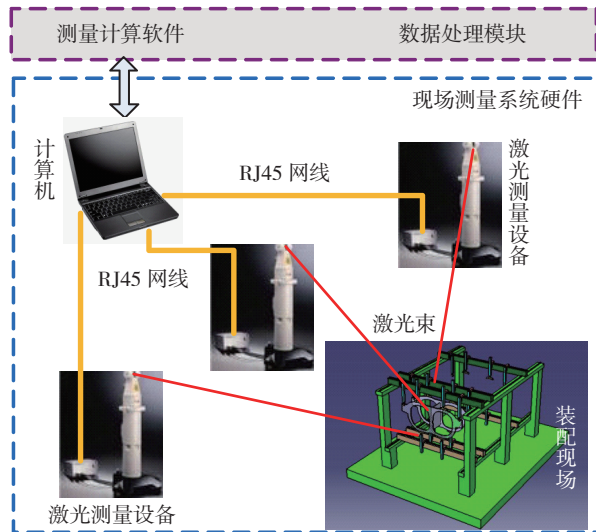 测量计算软件
数据处理模块
现场测量系统硬件
计算机
RJ45 网线
激光测量设备
RJ45 网线
激光束
装配现场
激光测量设备